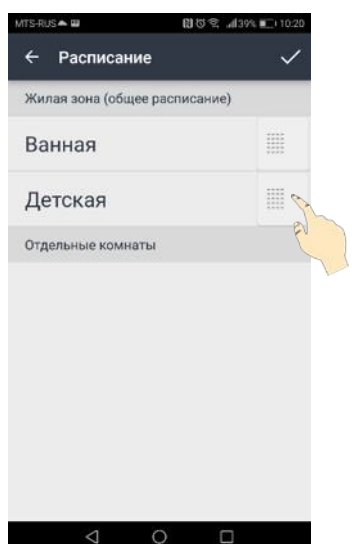 MTS-RUS 39% 10:20
Расписание
Жилая зона (общее расписание)
Ванная
Детская
Отдельные комнаты